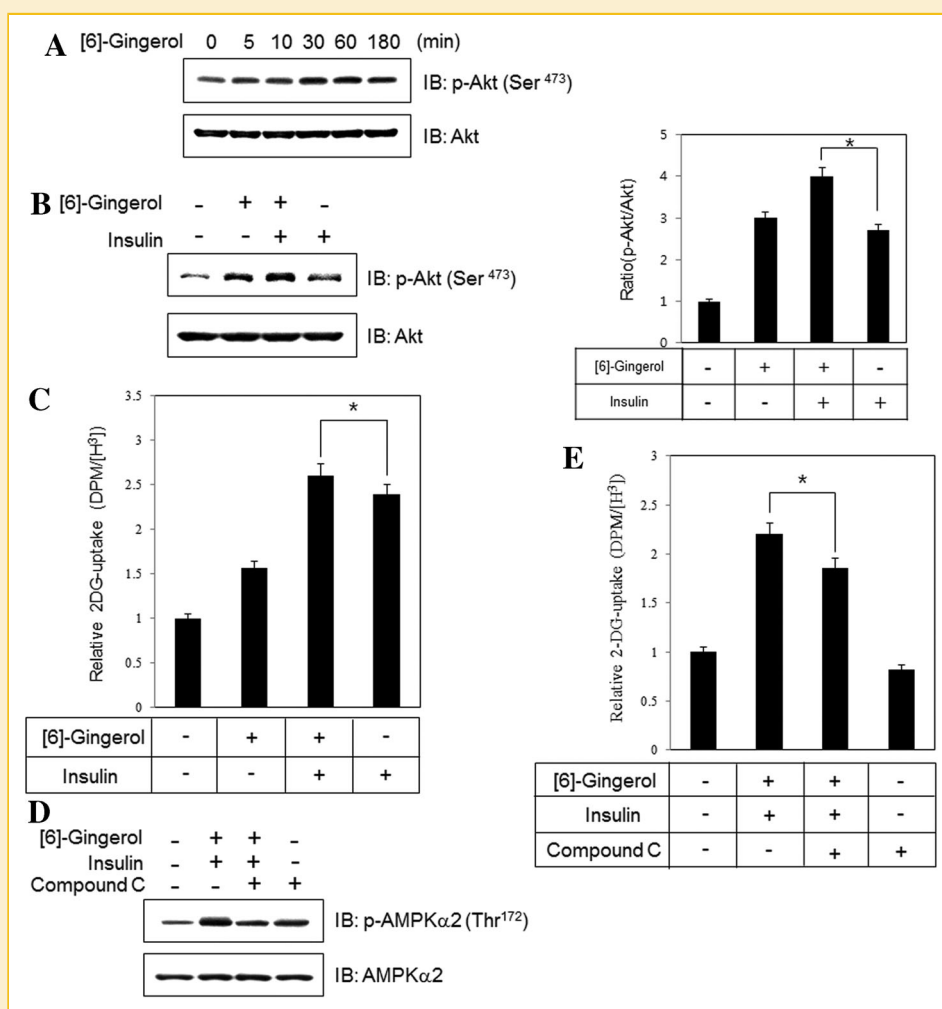 A
[6]-Gingerol 0 5 10 30 60 180 (min)
IB: p-Akt (Ser 473)
IB: Akt
B
[6]-Gingerol - + + -
Insulin - - + +
IB: p-Akt (Ser 473)
IB: Akt
5
4
3
2
1
0
Ratio(p-Akt/Akt)
*
[6]-Gingerol - + + -
Insulin - - + +
C
3.5
3
2.5
2
1.5
1
0.5
0
Relative 2DG-uptake (DPM/[H³])
*
[6]-Gingerol - + + -
Insulin - - + +
D
[6]-Gingerol - + + -
Insulin - + + -
Compound C - - + +
IB: p-AMPKα2 (Thr¹⁷²)
IB: AMPKα2
E
3
2.5
2
1.5
1
0.5
0
Relative 2-DG-uptake (DPM/[H³])
*
[6]-Gingerol - + + -
Insulin - + + -
Compound C - - + +